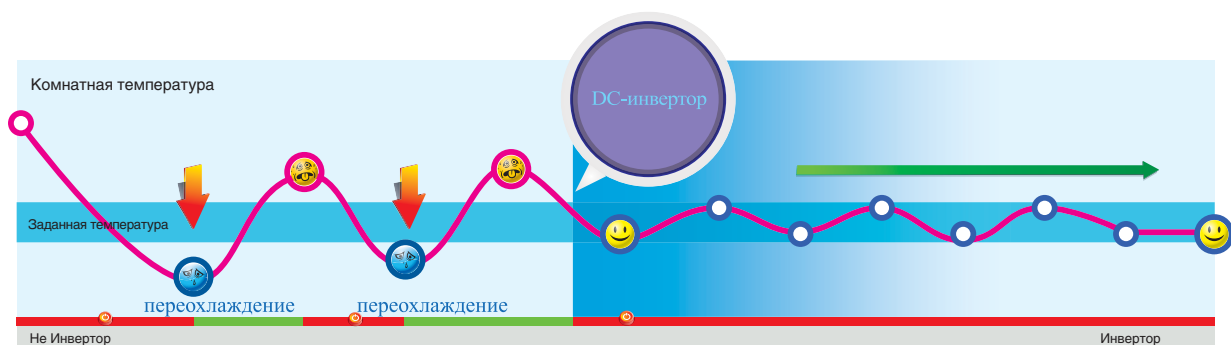 Комнатная температура
DC-инвертор
Заданная температура
переохлаждение
переохлаждение
Не Инвертор
Инвертор